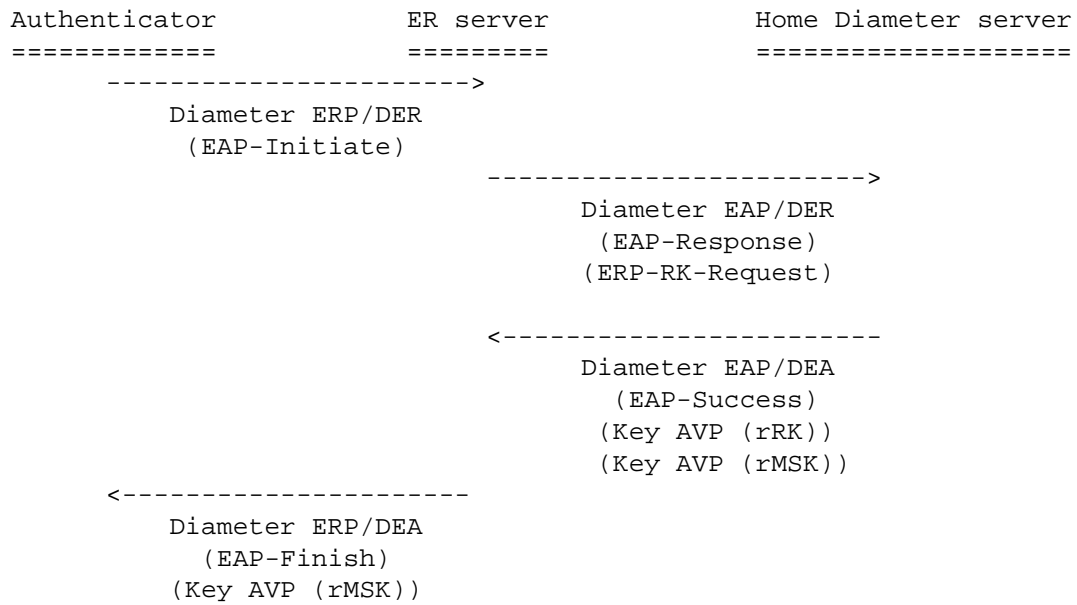 Authenticator ER server Home Diameter server
============= ========= ====================
----------------------->
Diameter ERP/DER
(EAP-Initiate)
------------------------>
Diameter EAP/DER
(EAP-Response)
(ERP-RK-Request)
<------------------------
Diameter EAP/DEA
(EAP-Success)
(Key AVP (rRK))
(Key AVP (rMSK))
<----------------------
Diameter ERP/DEA
(EAP-Finish)
(Key AVP (rMSK))